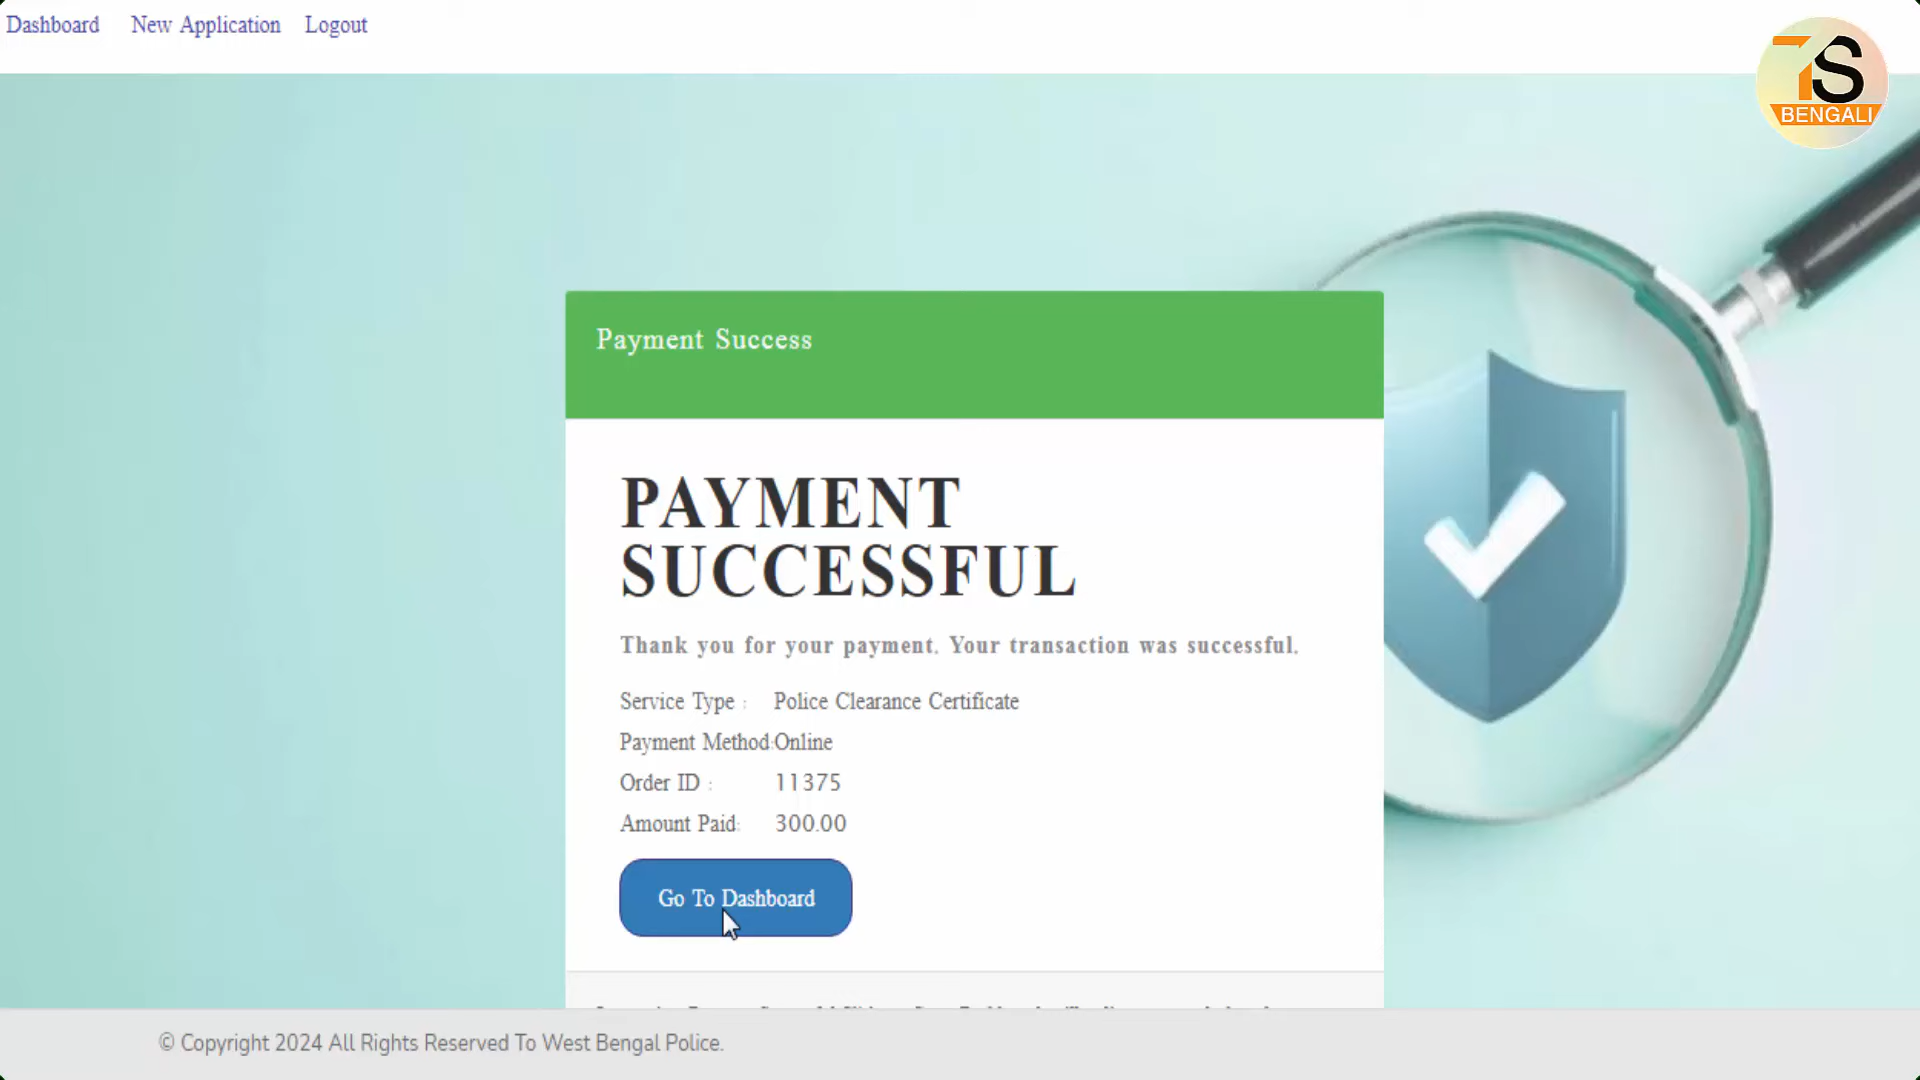 Dashboard New Application Logout
7S
BENGALI
Payment Success
PAYMENT
SUCCESSFUL
Thank you for your payment. Your transaction was successful.
Service Type : Police Clearance Certificate
Payment Method:Online
Order ID : 11375
Amount Paid: 300.00
Go To Dashboard
© Copyright 2024 All Rights Reserved To West Bengal Police.